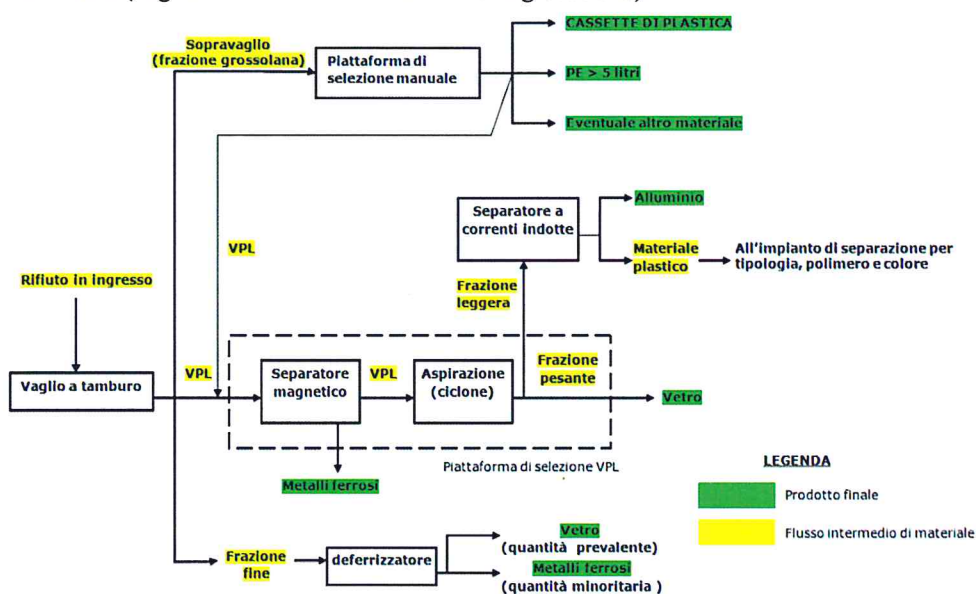 CASSETTE DI PLASTICA
Sopravaglio
(frazione grossolana)
Piattaforma di
selezione manuale
PE > 5 litri
Eventuale altro materiale
Separatore a
correnti indotte
Alluminio
Materiale
plastico
All'impianto di separazione per
tipologia, polimero e colore
VPL
Rifiuto in ingresso
Frazione
leggera
Vaglio a tamburo
VPL
Separatore
magnetico
VPL
Aspirazione
(ciclone)
Frazione
pesante
Vetro
Piattaforma di selezione VPL
Metalli ferrosi
LEGENDA
Prodotto finale
Flusso intermedio di materiale
Frazione
fine
deferrizzatore
Vetro
(quantità prevalente)
Metalli ferrosi
(quantità minoritaria )